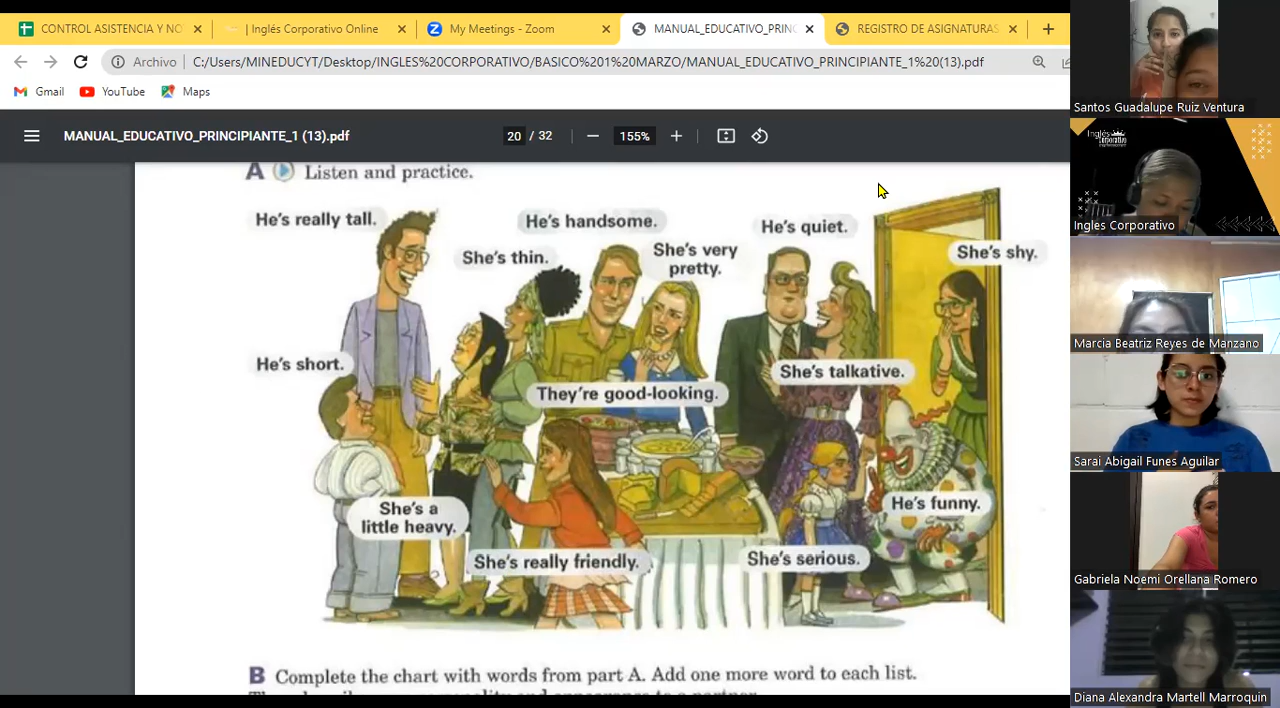 CONTROL ASISTENCIA Y NO
| Inglés Corporativo Online
My Meetings - Zoom
MANUAL_EDUCATIVO_PRINC
REGISTRO DE ASIGNATURAS
Archivo
C:/Users/MINEDUCYT/Desktop/INGLES%20CORPORATIVO/BASICO%201%20MARZO/MANUAL_EDUCATIVO_PRINCIPIANTE_1%20(13).pdf
Gmail
YouTube
Maps
MANUAL_EDUCATIVO_PRINCIPIANTE_1 (13).pdf
20 / 32
155%
A Listen and practice.
He's really tall.
He's handsome.
He's quiet.
She's thin.
She's very
pretty.
She's shy.
He's short.
They're good-looking.
She's talkative.
She's a
little heavy.
He's funny.
She's really friendly.
She's serious.
B Complete the chart with words from part A. Add one more word to each list.
Santos Guadalupe Ruiz Ventura
Inglés
Corporativo
Ingles Corporativo
Marcia Beatriz Reyes de Manzano
Sarai Abigail Funes Aguilar
Gabriela Noemi Orellana Romero
Diana Alexandra Martell Marroquin